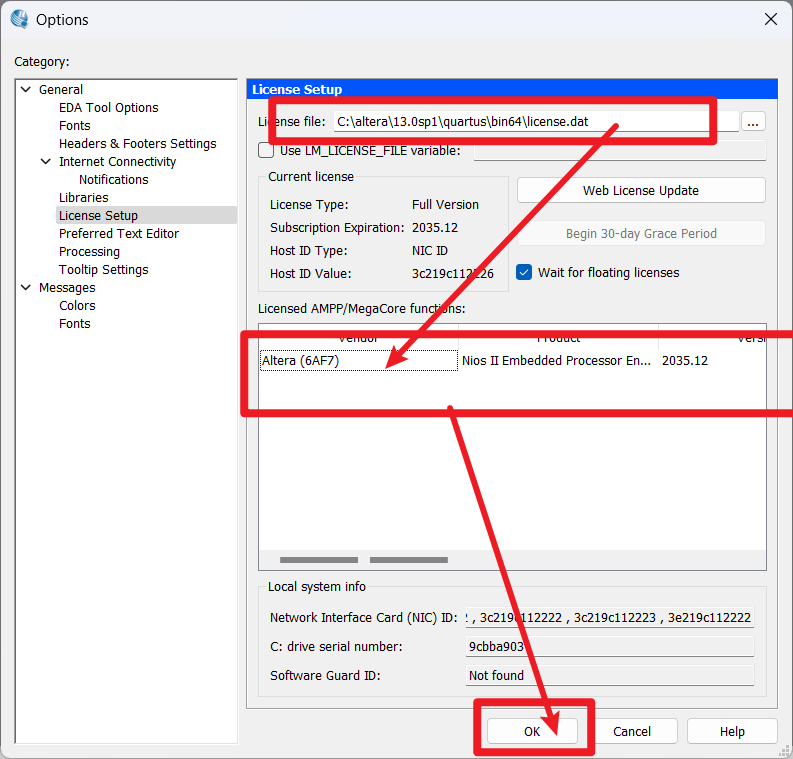 Options
Category:
General
EDA Tool Options
Fonts
Headers & Footers Settings
Internet Connectivity
Notifications
Libraries
License Setup
Preferred Text Editor
Processing
Tooltip Settings
Messages
Colors
Fonts
License Setup
License file: C:\altera\13.0sp1\quartus\bin64\license.dat ...
Use LM_LICENSE_FILE variable:
Current license
License Type: Full Version
Subscription Expiration: 2035.12
Host ID Type: NIC ID
Host ID Value: 3c219c112226
Web License Update
Begin 30-day Grace Period
Wait for floating licenses
Licensed AMPP/MegaCore functions:
Vendor Product Versi
Altera (6AF7) Nios II Embedded Processor En... 2035.12
Local system info
Network Interface Card (NIC) ID: 2 , 3c219c112222 , 3c219c112223 , 3e219c112222
C: drive serial number: 9cbba903
Software Guard ID: Not found
OK Cancel Help